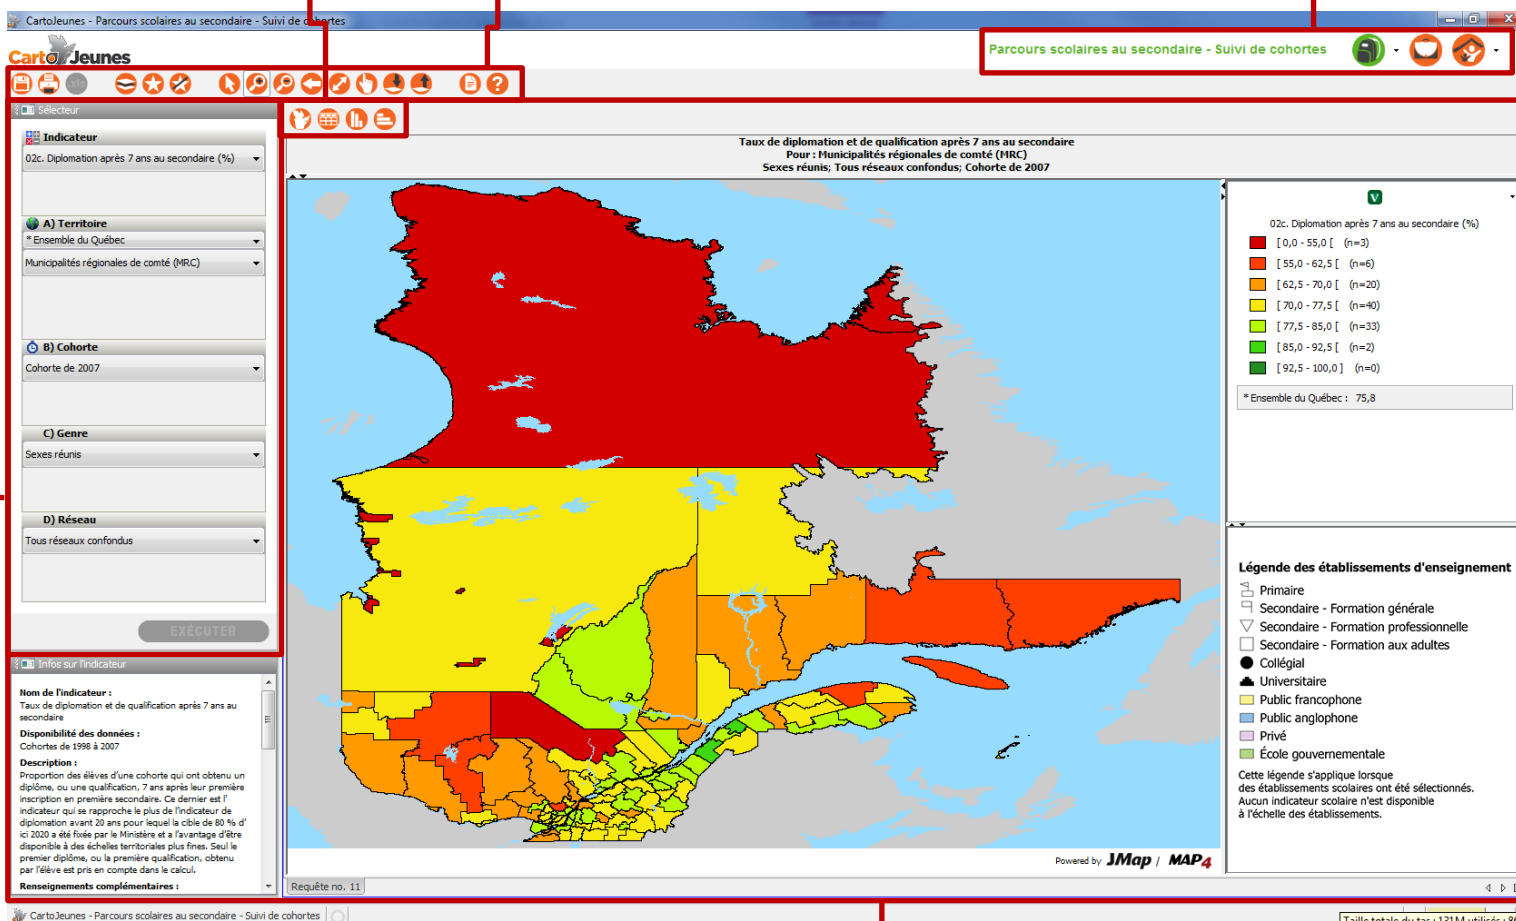 CartoJeunes - Parcours scolaires au secondaire - Suivi de cohortes
Carto Jeunes
Parcours scolaires au secondaire - Suivi de cohortes
xls
?
Sélecteur
Indicateur
02c. Diplomation après 7 ans au secondaire (%)
A) Territoire
* Ensemble du Québec
Municipalités régionales de comté (MRC)
B) Cohorte
Cohorte de 2007
C) Genre
Sexes réunis
D) Réseau
Tous réseaux confondus
EXÉCUTER
Infos sur l'indicateur
Nom de l'indicateur :
Taux de diplomation et de qualification après 7 ans au
secondaire
Disponibilité des données :
Cohortes de 1998 à 2007
Description :
Proportion des élèves d'une cohorte qui ont obtenu un
diplôme, ou une qualification, 7 ans après leur première
inscription en première secondaire. Ce dernier est l'
indicateur qui se rapproche le plus de l'indicateur de
diplomation avant 20 ans pour lequel la cible de 80 % d'
ici 2020 a été fixée par le Ministère et a l'avantage d'être
disponible à des échelles territoriales plus fines. Seul le
premier diplôme, ou la première qualification, obtenu
par l'élève est pris en compte dans le calcul.
Renseignements complémentaires :
Taux de diplomation et de qualification après 7 ans au secondaire
Pour : Municipalités régionales de comté (MRC)
Sexes réunis; Tous réseaux confondus; Cohorte de 2007
V
02c. Diplomation après 7 ans au secondaire (%)
[ 0,0 - 55,0 [ (n=3)
[ 55,0 - 62,5 [ (n=6)
[ 62,5 - 70,0 [ (n=20)
[ 70,0 - 77,5 [ (n=40)
[ 77,5 - 85,0 [ (n=33)
[ 85,0 - 92,5 [ (n=2)
[ 92,5 - 100,0 ] (n=0)
* Ensemble du Québec : 75,8
Légende des établissements d'enseignement
Primaire
Secondaire - Formation générale
Secondaire - Formation professionnelle
Secondaire - Formation aux adultes
Collégial
Universitaire
Public francophone
Public anglophone
Privé
École gouvernementale
Cette légende s'applique lorsque
des établissements scolaires ont été sélectionnés.
Aucun indicateur scolaire n'est disponible
à l'échelle des établissements.
Powered by JMap / MAP4
Requête no. 11
CartoJeunes - Parcours scolaires au secondaire - Suivi de cohortes
Taille totale du tas : 131M utilisés :